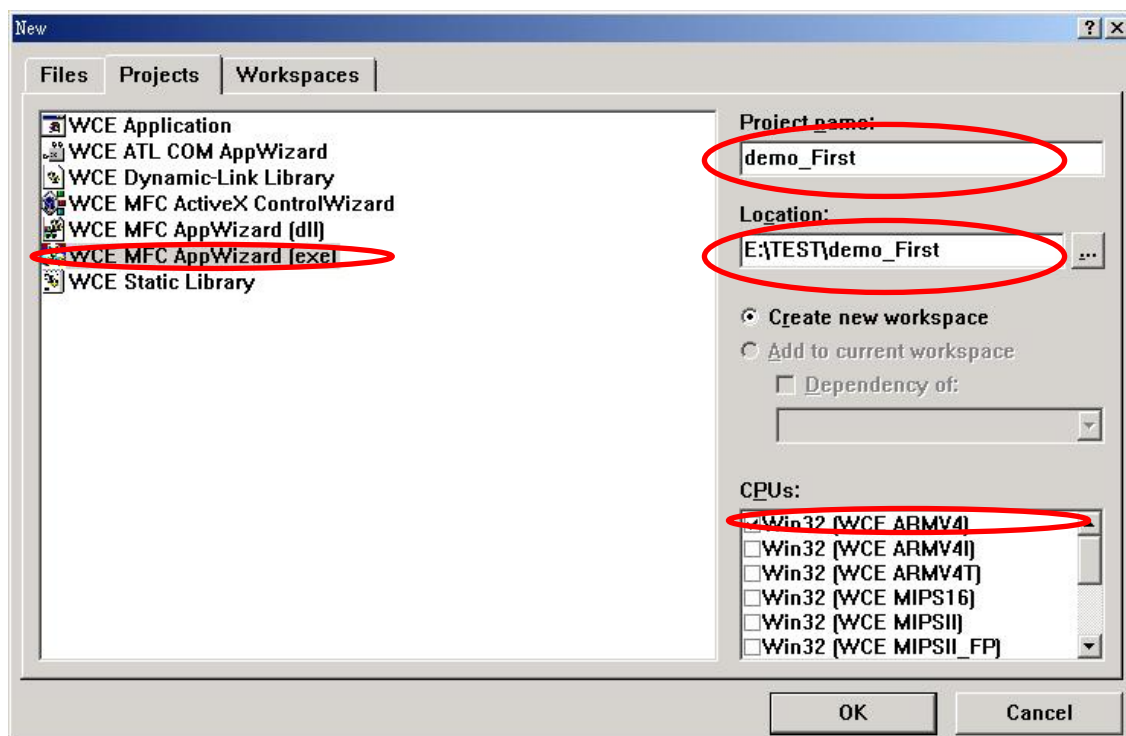 New
Files Projects Workspaces
WCE Application
WCE ATL COM AppWizard
WCE Dynamic-Link Library
WCE MFC ActiveX ControlWizard
WCE MFC AppWizard (dll)
WCE MFC AppWizard (exe)
WCE Static Library
Project name:
demo_First
Location:
E:\TEST\demo_First
...
Create new workspace
Add to current workspace
Dependency of:
CPUs:
Win32 (WCE ARMV4)
Win32 (WCE ARMV4I)
Win32 (WCE ARMV4T)
Win32 (WCE MIPS16)
Win32 (WCE MIPSII)
Win32 (WCE MIPSII_FP)
OK Cancel